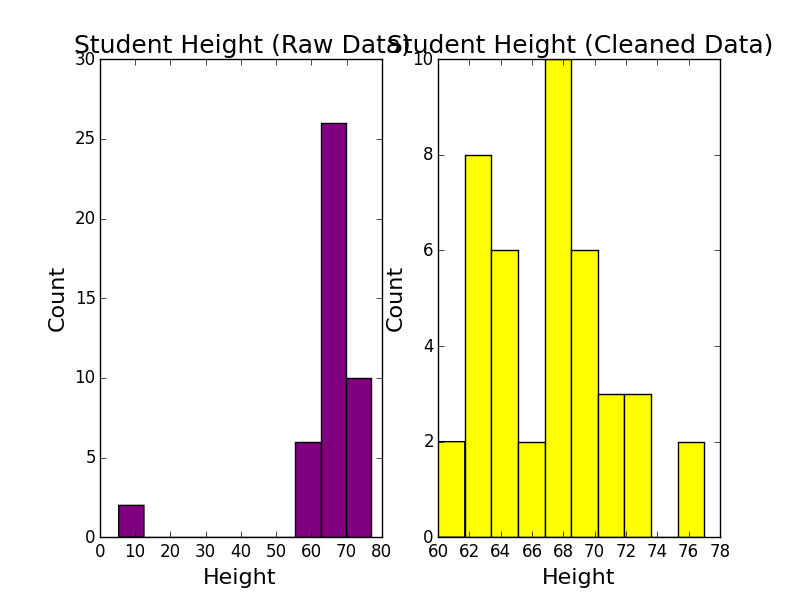 Student Height (Raw Data)
30
25
20
15
10
5
0
Count
0 10 20 30 40 50 60 70 80
Height
Student Height (Cleaned Data)
10
8
6
4
2
0
Count
60 62 64 66 68 70 72 74 76 78
Height